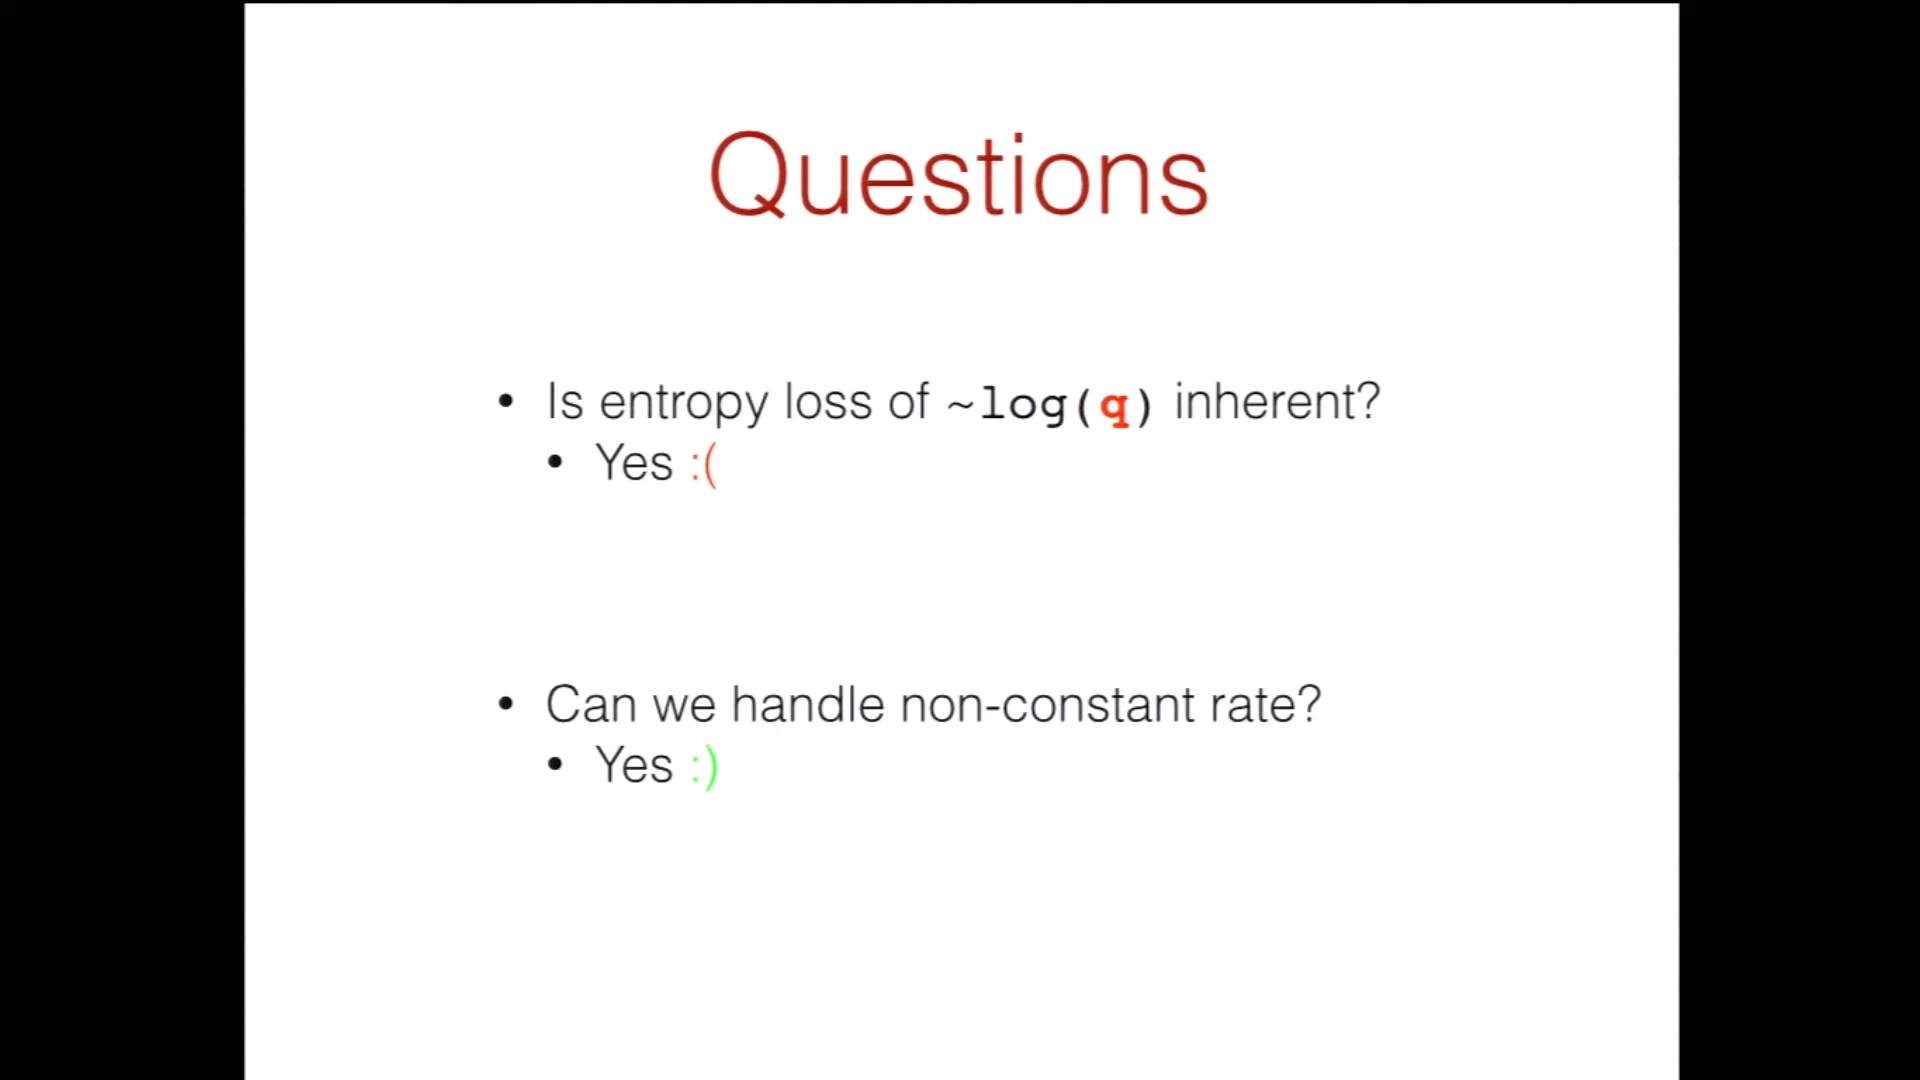 Questions
• Is entropy loss of ~log(q) inherent?
• Yes :(
• Can we handle non-constant rate?
• Yes :)